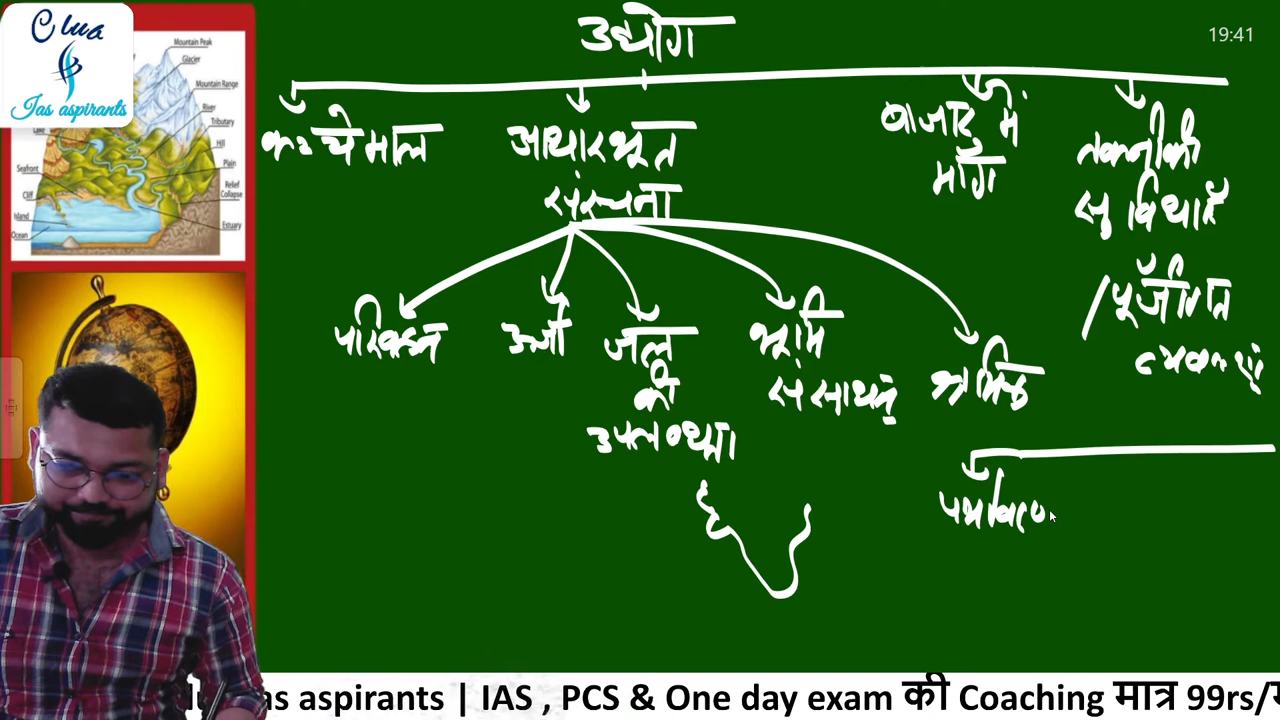 Clua
Ias aspirants
19:41
Mountain Peak
Glacier
Mountain Range
River
Lake
Tributary
Hill
Seafront
Plain
Cliff
Relief
Collapse
Island
Estuary
Ocean
उद्योग
कच्चे माल
आधारभूत
संरचना
बाजार में
मांग
तकनीकी
सुविधाएँ
/पूँजीगत
परिवहन
ऊर्जा
जल
की
उपलब्धता
भूमि
संसाधन
श्रमिक
as aspirants | IAS , PCS & One day exam की Coaching मात्र 99rs/